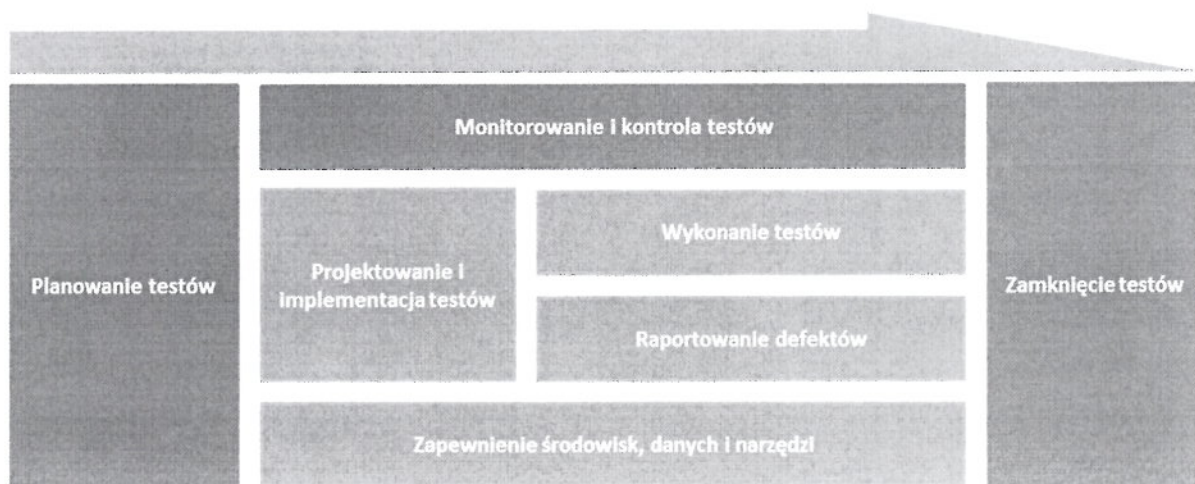 Monitorowanie i kontrola testów
Planowanie testów
Projektowanie i
implementacja testów
Wykonanie testów
Raportowanie defektów
Zapewnienie środowisk, danych i narzędzi
Zamknięcie testów